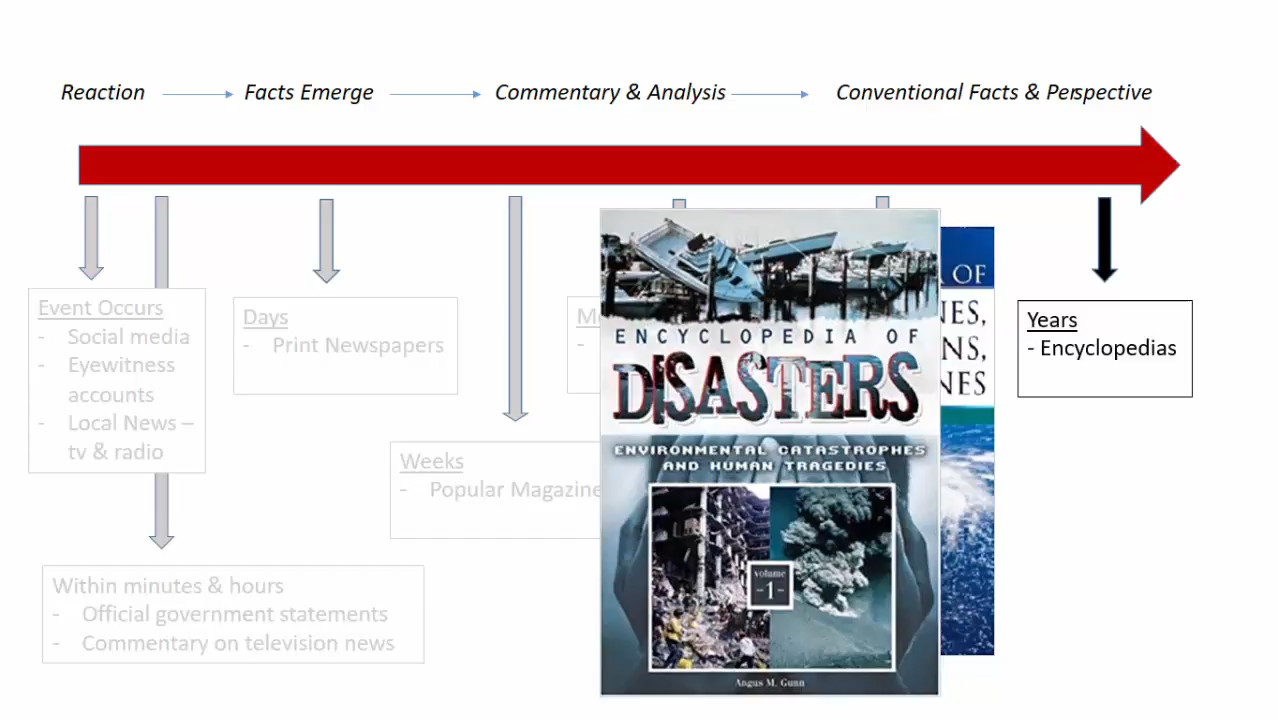 Reaction
Facts Emerge
Commentary & Analysis
Conventional Facts & Perspective
Event Occurs
- Social media
- Eyewitness
accounts
- Local News –
tv & radio
Within minutes & hours
- Official government statements
- Commentary on television news
Days
- Print Newspapers
Weeks
- Popular Magazine
M
-
ENCYCLOPEDIA OF
DISASTERS
ENVIRONMENTAL CATASTROPHES
AND HUMAN TRAGEDIES
volume
-1-
Angus M. Gunn
A OF
NES,
NS,
NES
Years
- Encyclopedias